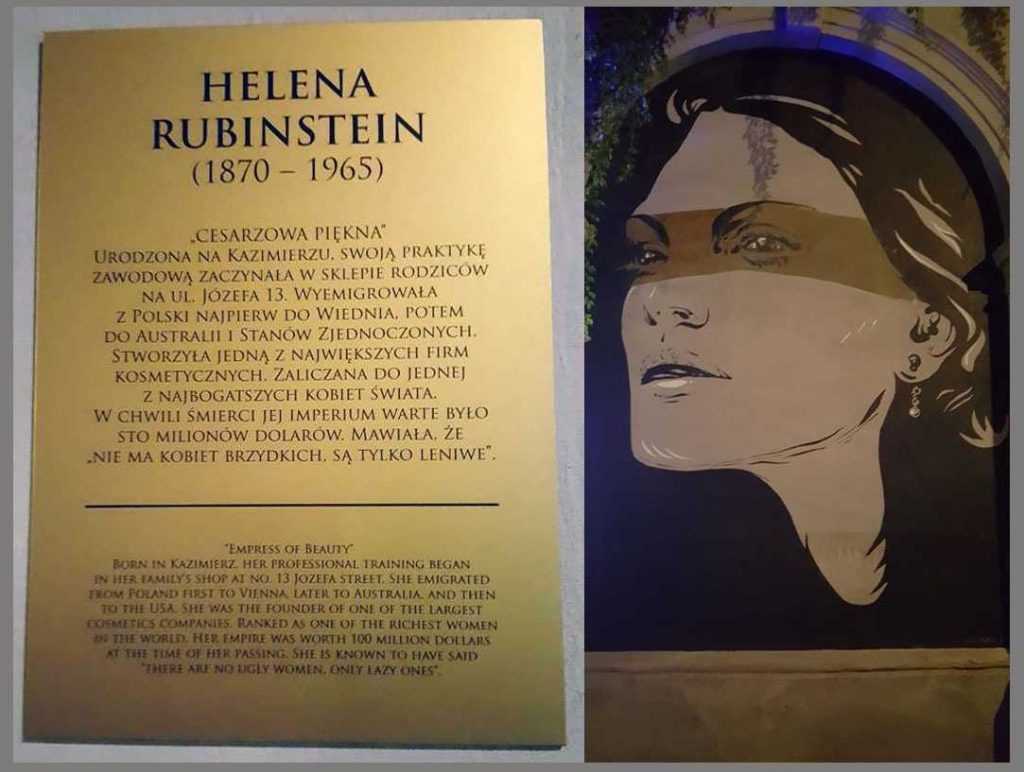 HELENA
RUBINSTEIN
(1870 – 1965)
„CESARZOWA PIĘKNA"
URODZONA NA KAZIMIERZU, SWOJĄ PRAKTYKĘ
ZAWODOWĄ ZACZYNAŁA W SKLEPIE RODZICÓW
NA UL. JÓZEFA 13. WYEMIGROWAŁA
Z POLSKI NAJPIERW DO WIEDNIA, POTEM
DO AUSTRALII I STANÓW ZJEDNOCZONYCH.
STWORZYŁA JEDNĄ Z NAJWIĘKSZYCH FIRM
KOSMETYCZNYCH. ZALICZANA DO JEDNEJ
Z NAJBOGATSZYCH KOBIET ŚWIATA.
W CHWILI ŚMIERCI JEJ IMPERIUM WARTE BYŁO
STO MILIONÓW DOLARÓW. MAWIAŁA, ŻE
„NIE MA KOBIET BRZYDKICH, SĄ TYLKO LENIWE".
"EMPRESS OF BEAUTY"
BORN IN KAZIMIERZ, HER PROFESSIONAL TRAINING BEGAN
IN HER FAMILY'S SHOP AT NO. 13 JOZEFA STREET. SHE EMIGRATED
FROM POLAND FIRST TO VIENNA, LATER TO AUSTRALIA, AND THEN
TO THE USA. SHE WAS THE FOUNDER OF ONE OF THE LARGEST
COSMETICS COMPANIES. RANKED AS ONE OF THE RICHEST WOMEN
IN THE WORLD. HER EMPIRE WAS WORTH 100 MILLION DOLLARS
AT THE TIME OF HER PASSING. SHE IS KNOWN TO HAVE SAID
"THERE ARE NO UGLY WOMEN, ONLY LAZY ONES".